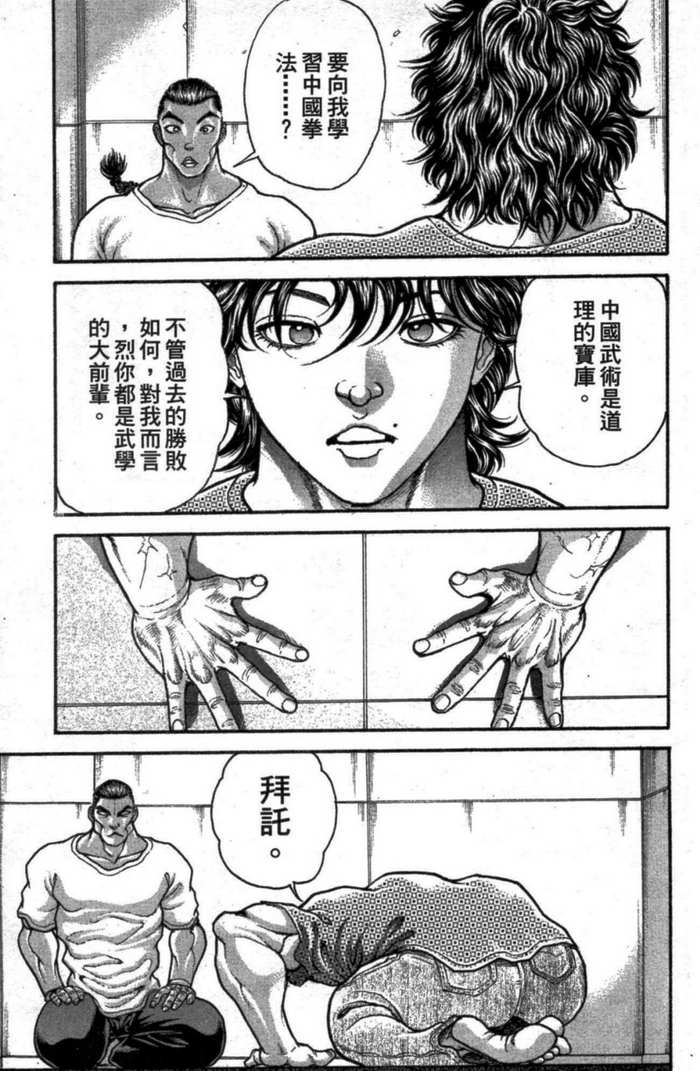 要向我學
習中國拳
法……？
中國武術是道
理的寶庫。
不管過去的勝敗
如何，對我而言
，烈你都是武學
的大前輩。
拜託。